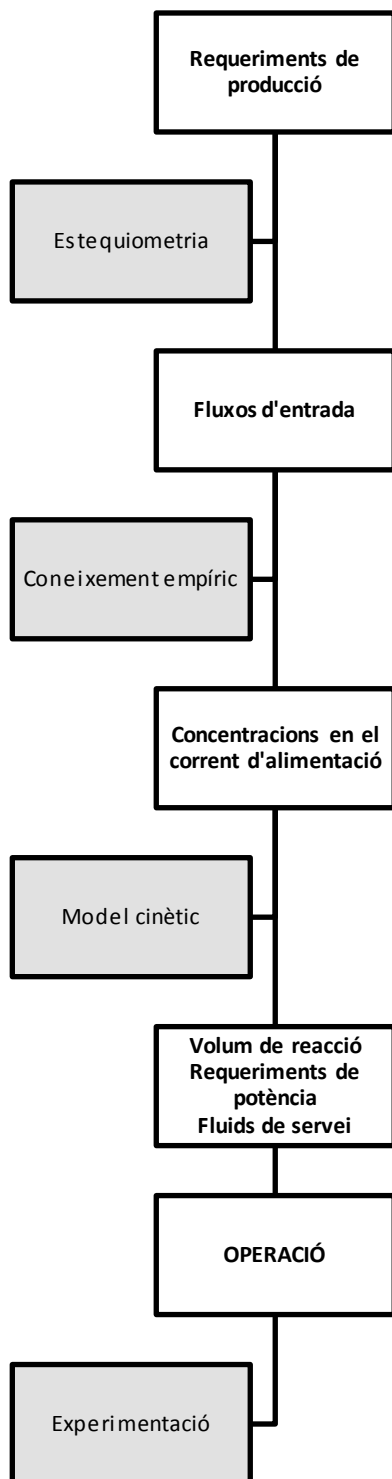 Requeriments de
producció
Estequiometria
Fluxos d'entrada
Coneixement empíric
Concentracions en el
corrent d'alimentació
Model cinètic
Volum de reacció
Requeriments de
potència
Fluids de servei
OPERACIÓ
Experimentació